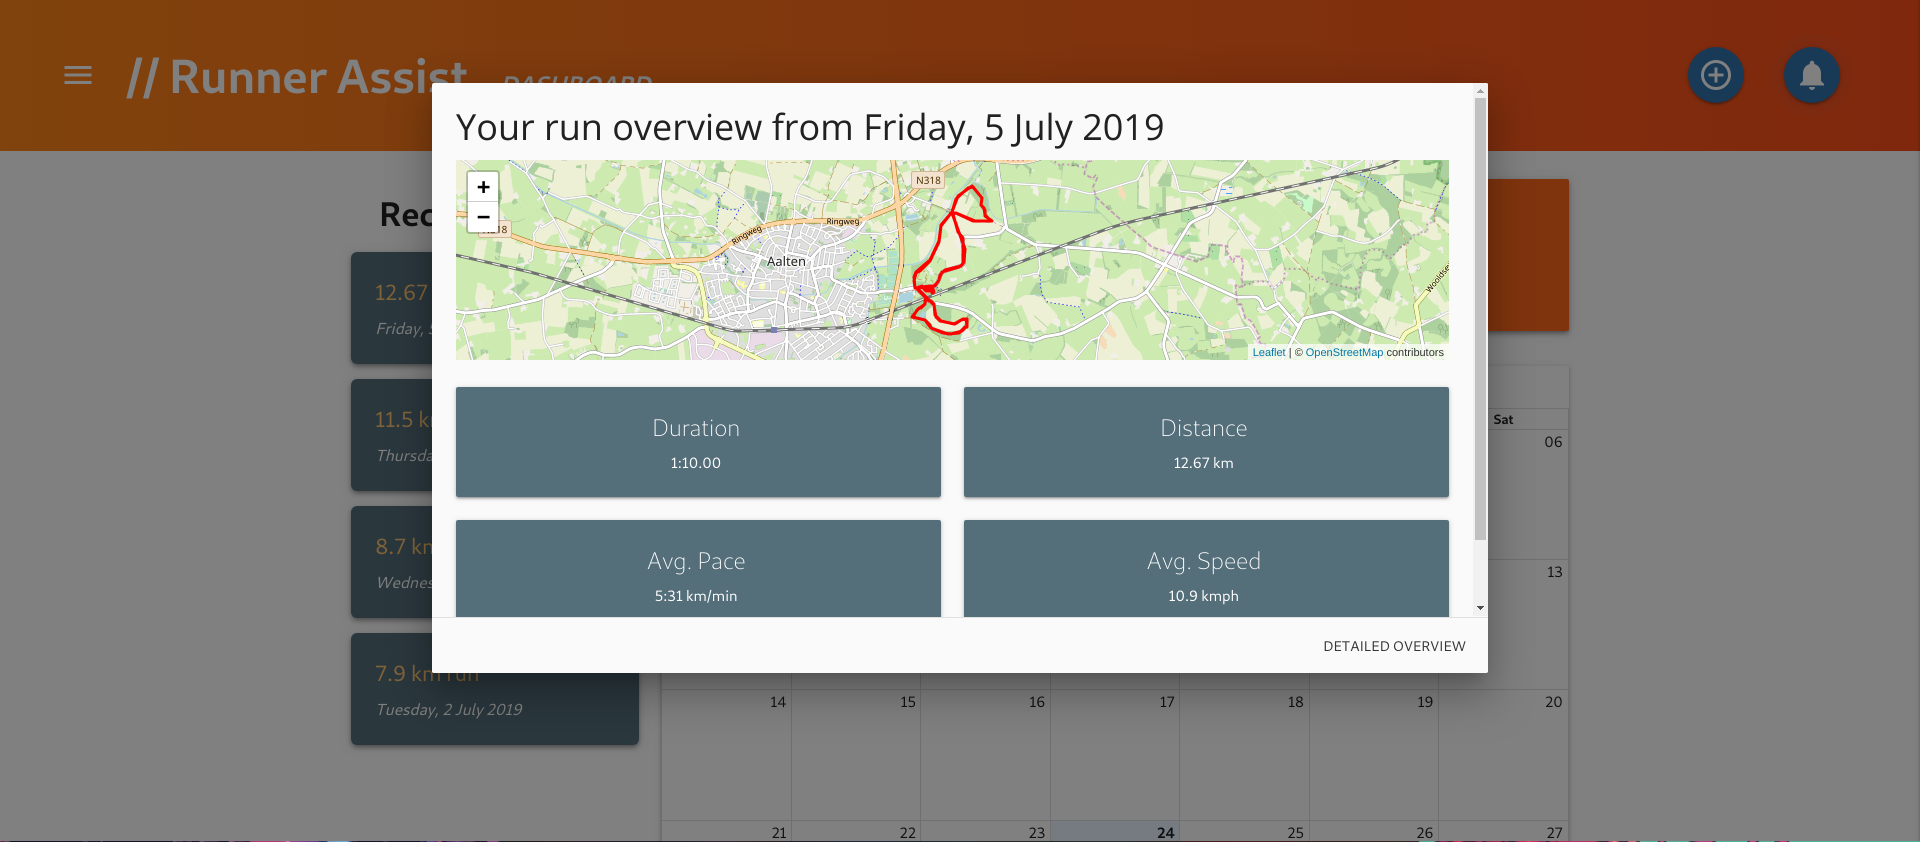 // Runner Assist
DASHBOARD
Your run overview from Friday, 5 July 2019
+
−
N318
Ringweg
Ringweg
Aalten
Leaflet | © OpenStreetMap contributors
Duration
1:10.00
Distance
12.67 km
Avg. Pace
5:31 km/min
Avg. Speed
10.9 kmph
DETAILED OVERVIEW
Rec
12.67
Friday,
11.5
Thursda
8.7 km
Wednes
7.9 km run
Tuesday, 2 July 2019
Sat
06
13
14 15 16 17 18 19 20
21 22 23 24 25 26 27